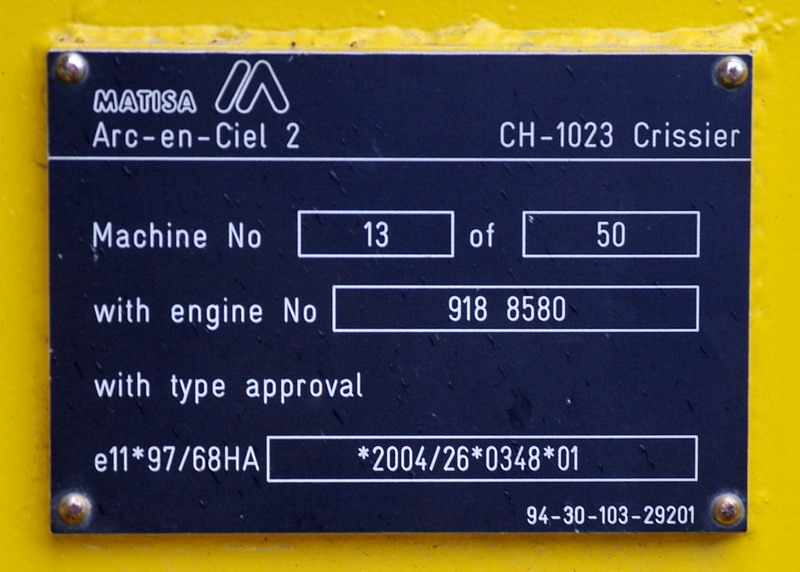 MATISA
Arc-en-Ciel 2 CH-1023 Crissier
Machine No 13 of 50
with engine No 918 8580
with type approval
e11*97/68HA *2004/26*0348*01
94-30-103-29201